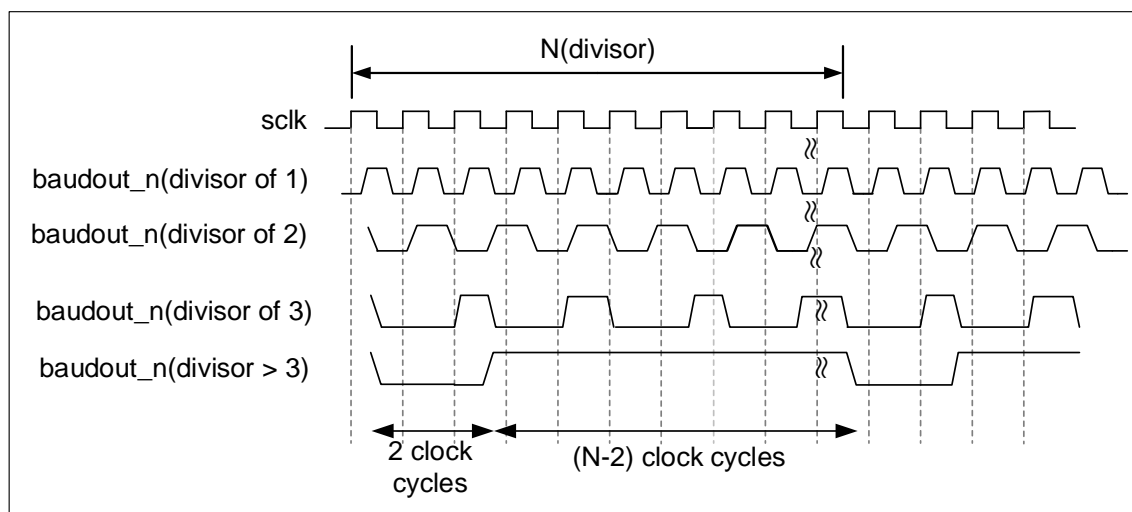 N(divisor)
sclk
baudout_n(divisor of 1)
baudout_n(divisor of 2)
baudout_n(divisor of 3)
baudout_n(divisor > 3)
2 clock
cycles
(N-2) clock cycles